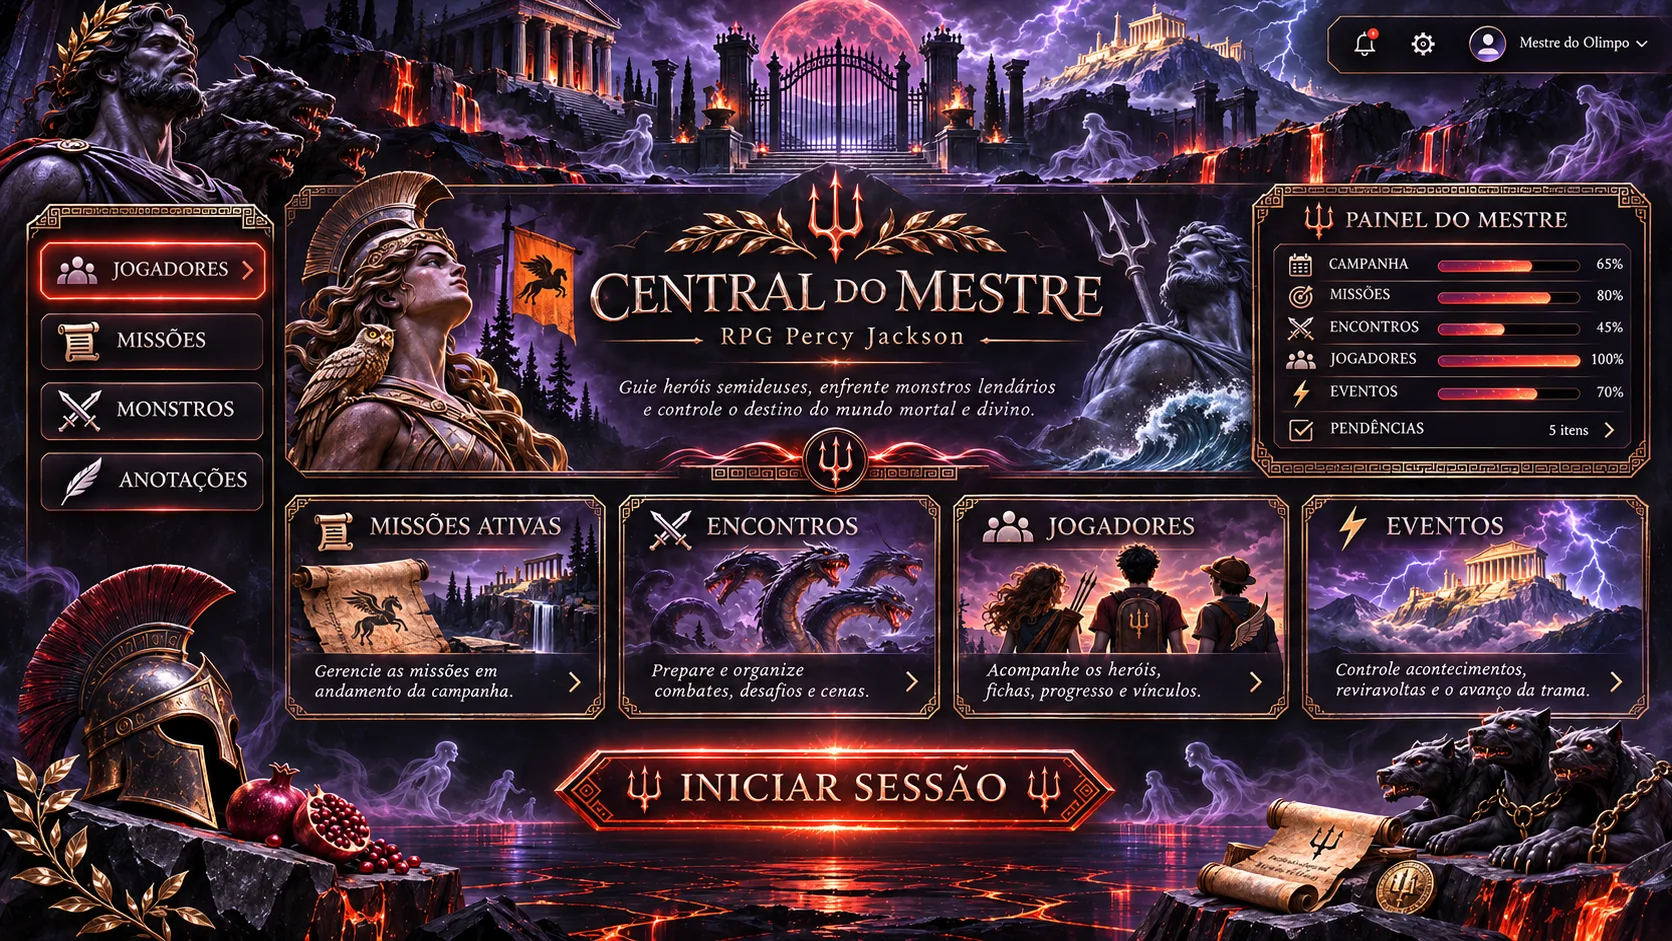 Mestre do Olimpo
JOGADORES
MISSÕES
MONSTROS
ANOTAÇÕES
CENTRAL DO MESTRE
RPG Percy Jackson
Guie heróis semideuses, enfrente monstros lendários
e controle o destino do mundo mortal e divino.
PAINEL DO MESTRE
CAMPANHA 65%
MISSÕES 80%
ENCONTROS 45%
JOGADORES 100%
EVENTOS 70%
PENDÊNCIAS 5 itens
MISSÕES ATIVAS
Gerencie as missões em
andamento da campanha.
ENCONTROS
Prepare e organize
combates, desafios e cenas.
JOGADORES
Acompanhe os heróis,
fichas, progresso e vínculos.
EVENTOS
Controle acontecimentos,
reviravoltas e o avanço da trama.
INICIAR SESSÃO